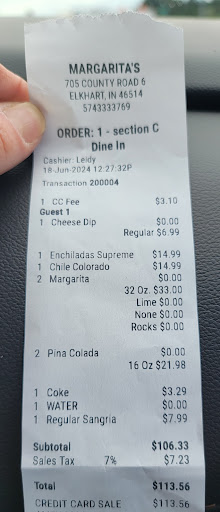 MARGARITA'S
705 COUNTY ROAD 6
ELKHART, IN 46514
5743333769
ORDER: 1 - section C
Dine In
Cashier: Leidy
18-Jun-2024 12:27:32P
Transaction 200004
1 CC Fee $3.10
Guest 1
1 Cheese Dip $0.00
Regular $6.99
1 Enchiladas Supreme $14.99
1 Chile Colorado $14.99
2 Margarita $0.00
32 Oz. $33.00
Lime $0.00
None $0.00
Rocks $0.00
2 Pina Colada $0.00
16 Oz $21.98
1 Coke $3.29
1 WATER $0.00
1 Regular Sangria $7.99
Subtotal $106.33
Sales Tax 7% $7.23
Total $113.56
CREDIT CARD SALE $113.56